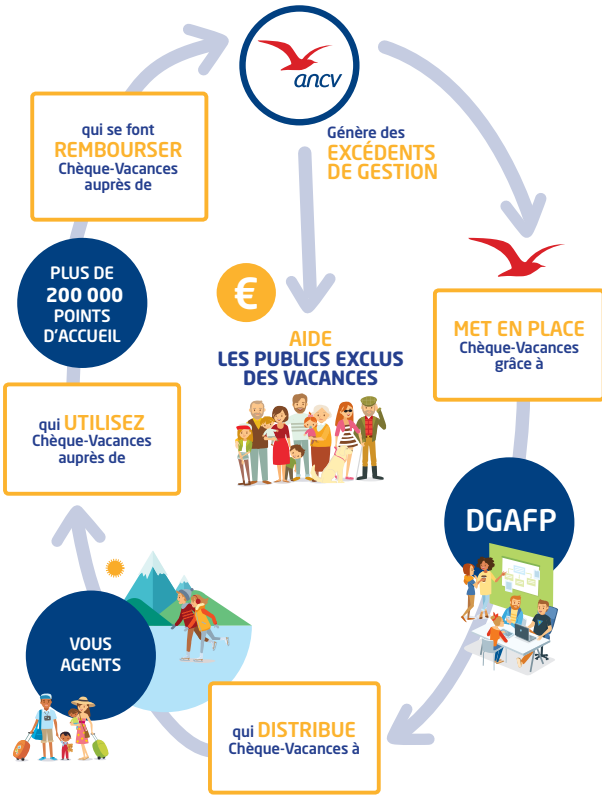 ancv
Génère des
EXCÉDENTS
DE GESTION
MET EN PLACE
Chèque-Vacances
grâce à
DGAFP
qui DISTRIBUE
Chèque-Vacances à
VOUS
AGENTS
qui UTILISEZ
Chèque-Vacances
auprès de
PLUS DE
200 000
POINTS
D'ACCUEIL
qui se font
REMBOURSER
Chèque-Vacances
auprès de
€
AIDE
LES PUBLICS EXCLUS
DES VACANCES